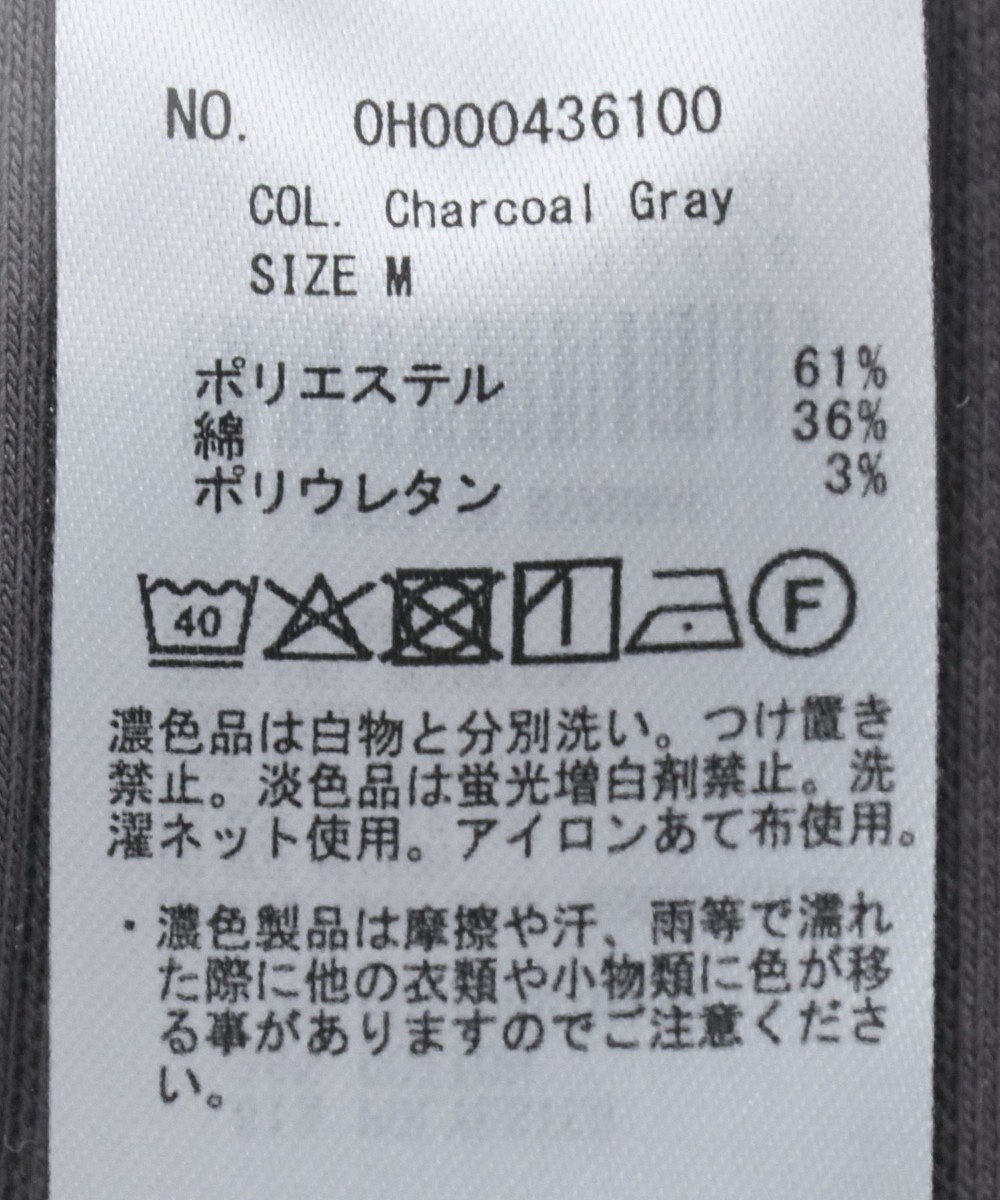 NO. 0H000436100
COL. Charcoal Gray
SIZE M
ポリエステル 61%
綿 36%
ポリウレタン 3%
40 F
濃色品は白物と分別洗い。つけ置き
禁止。淡色品は蛍光増白剤禁止。洗
濯ネット使用。アイロンあて布使用。
・濃色製品は摩擦や汗、雨等で濡れ
た際に他の衣類や小物類に色が移
る事がありますのでご注意くださ
い。